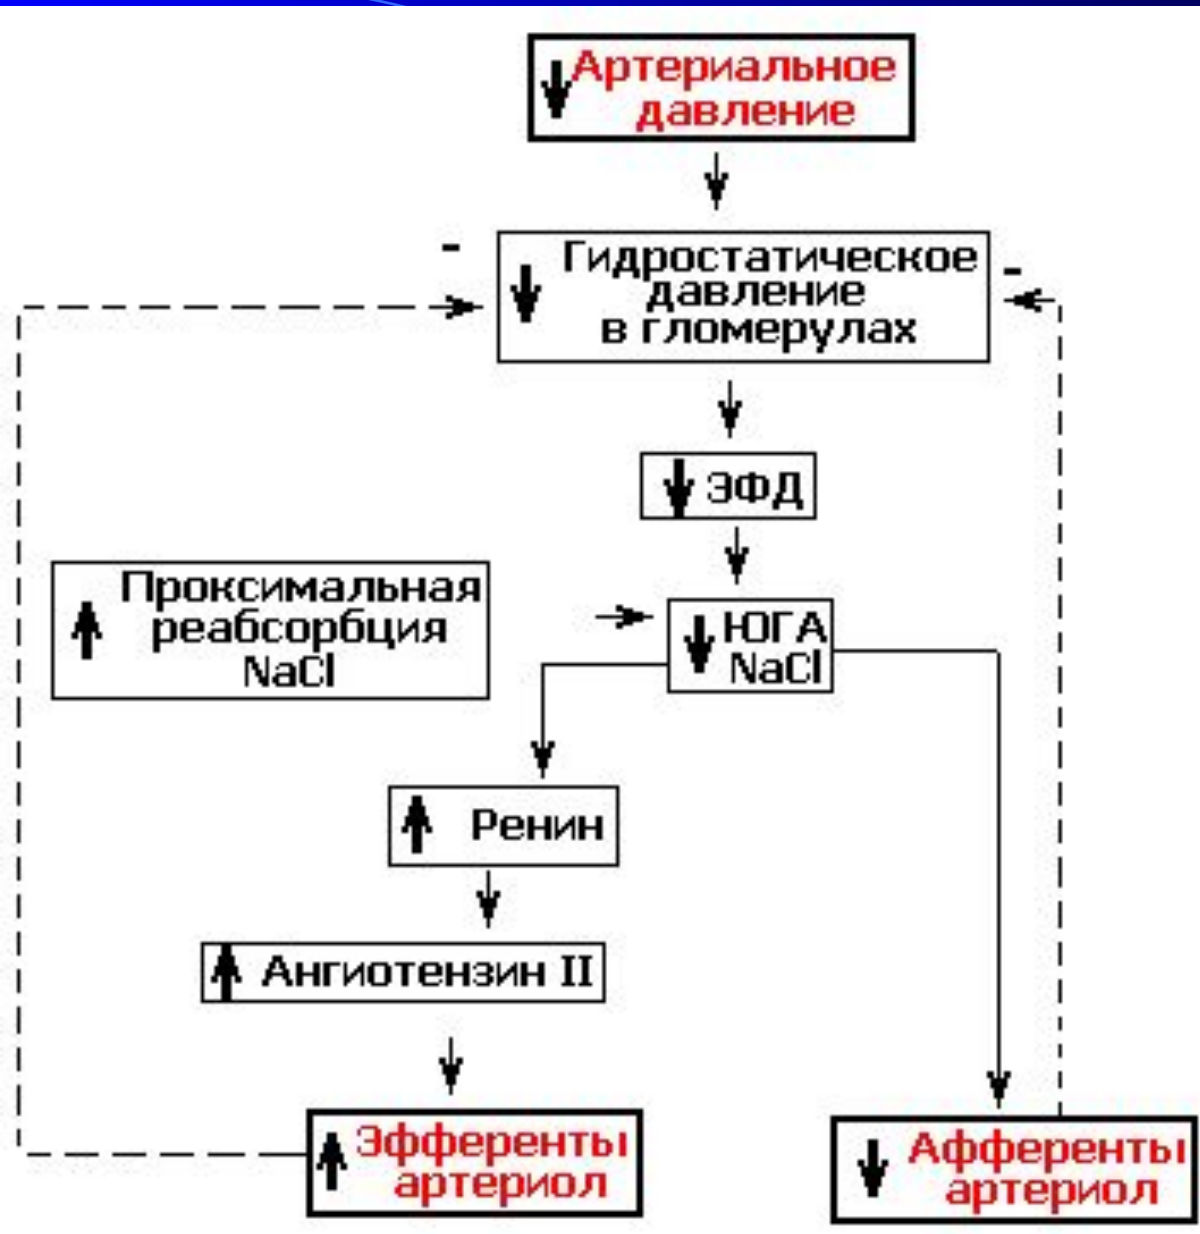 Артериальное
давление
-
Гидростатическое
давление
в гломерулах
-
ЭФД
Проксимальная
реабсорбция
NaCl
ЮГА
NaCl
Ренин
Ангиотензин II
Эфференты
артериол
Афференты
артериол